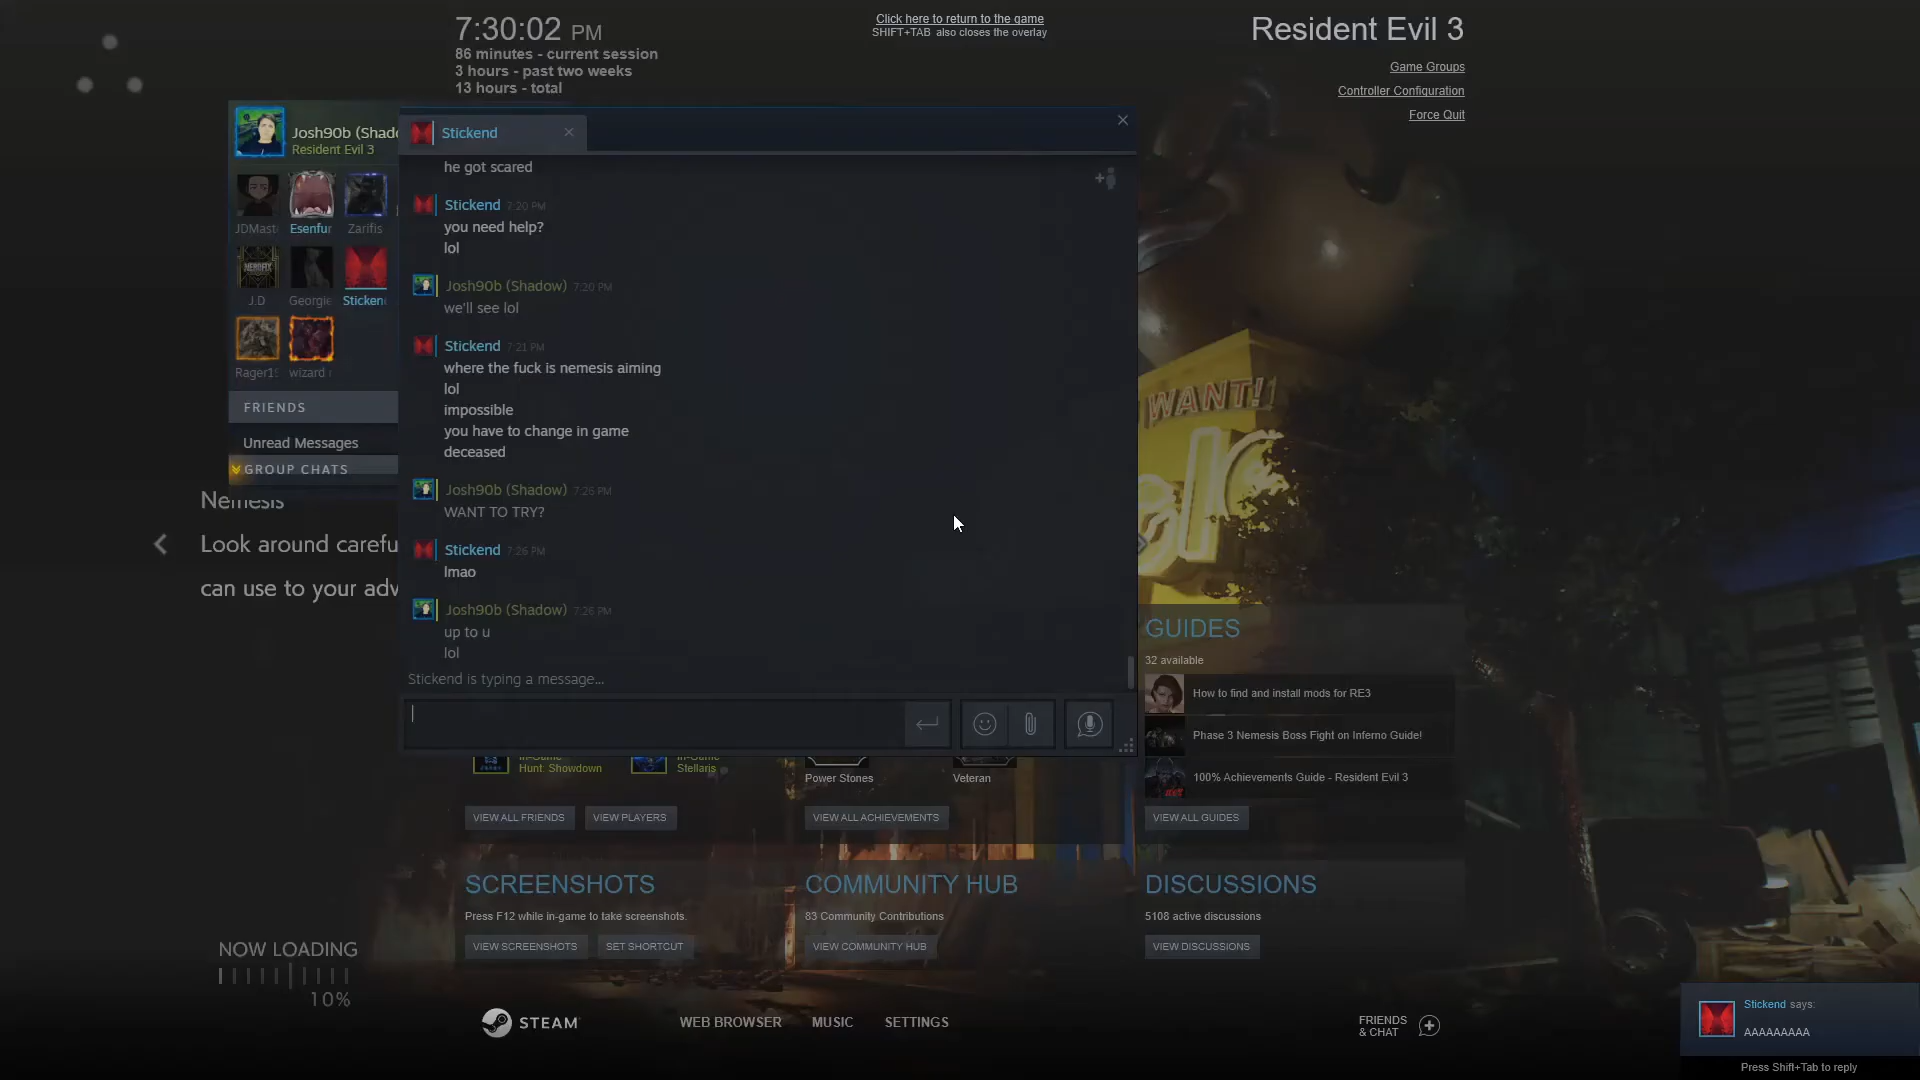 7:30:02 PM
86 minutes - current session
3 hours - past two weeks
13 hours - total
Click here to return to the game
SHIFT+TAB also closes the overlay
Resident Evil 3
Game Groups
Controller Configuration
Force Quit
Josh90b (Shado
Resident Evil 3
JDMast
Esenfur
Zarifis
J.D
Georgie
Sticken
Rager1
wizard
FRIENDS
Unread Messages
GROUP CHATS
Stickend
he got scared
Stickend 7:20 PM
you need help?
lol
Josh90b (Shadow) 7:20 PM
we'll see lol
Stickend 7:21 PM
where the fuck is nemesis aiming
lol
impossible
you have to change in game
deceased
Josh90b (Shadow) 7:26 PM
WANT TO TRY?
Stickend 7:26 PM
lmao
Josh90b (Shadow) 7:26 PM
up to u
lol
Stickend is typing a message...
Nemesis
Look around carefu
can use to your adv
WANT!
GUIDES
32 available
How to find and install mods for RE3
Phase 3 Nemesis Boss Fight on Inferno Guide!
100% Achievements Guide - Resident Evil 3
VIEW ALL GUIDES
In-Game
Hunt: Showdown
In-Game
Stellaris
Power Stones
Veteran
VIEW ALL FRIENDS
VIEW PLAYERS
VIEW ALL ACHIEVEMENTS
SCREENSHOTS
Press F12 while in-game to take screenshots.
VIEW SCREENSHOTS
SET SHORTCUT
COMMUNITY HUB
83 Community Contributions
VIEW COMMUNITY HUB
DISCUSSIONS
5108 active discussions
VIEW DISCUSSIONS
NOW LOADING
10%
STEAM
WEB BROWSER
MUSIC
SETTINGS
FRIENDS
& CHAT
Stickend says:
AAAAAAAAA
Press Shift+Tab to reply